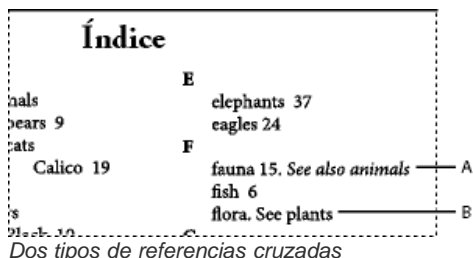 Índice
E
nals
elephants 37
bears 9
eagles 24
cats
F
Calico 19
fauna 15. See also animals
A
fish 6
flora. See plants
B
Dos tipos de referencias cruzadas